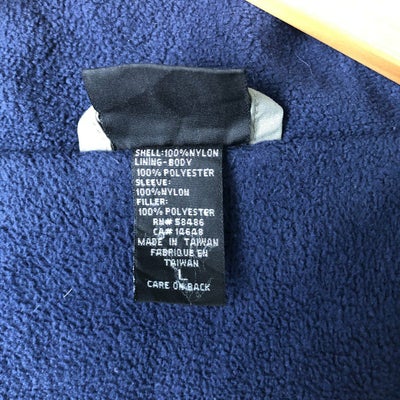 SHELL:100%NYLON
LINING-BODY
100% POLYESTER
SLEEVE:
100%NYLON
FILLER:
100% POLYESTER
RN# 58486
CA# 14648
MADE IN TAIWAN
FABRIQUE EN
TAIWAN
L
CARE ON BACK